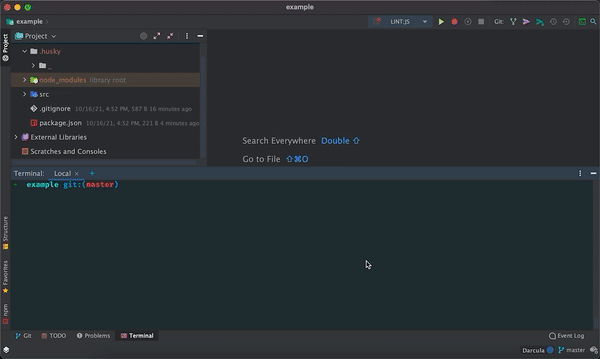 example
example
LINT:JS
Git:
Project
Project
.husky
_
node_modules library root
src
.gitignore 10/16/21, 4:52 PM, 587 B 16 minutes ago
package.json 10/16/21, 4:52 PM, 221 B 4 minutes ago
External Libraries
Scratches and Consoles
Search Everywhere Double ⇧
Go to File ⇧⌘O
Terminal: Local × +
~ example git:(master)
Structure
Favorites
npm
Git
TODO
Problems
Terminal
Event Log
Darcula
master